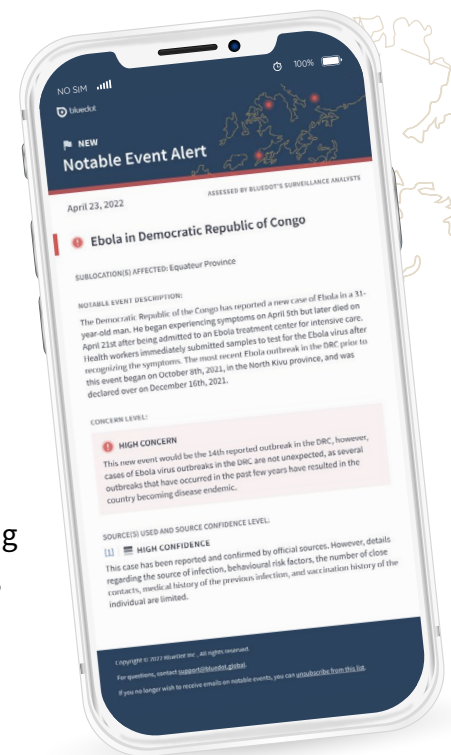 NO SIM
100%
bluedot
NEW
Notable Event Alert
April 23, 2022
ASSESSED BY BLUEDOT'S SURVEILLANCE ANALYSTS
Ebola in Democratic Republic of Congo
SUBLOCATION(S) AFFECTED: Equateur Province
NOTABLE EVENT DESCRIPTION:
The Democratic Republic of the Congo has reported a new case of Ebola in a 31-
year-old man. He began experiencing symptoms on April 5th but later died on
April 21st after being admitted to an Ebola treatment center for intensive care.
Health workers immediately submitted samples to test for the Ebola virus after
recognizing the symptoms. The most recent Ebola outbreak in the DRC prior to
this event began on October 8th, 2021, in the North Kivu province, and was
declared over on December 16th, 2021.
CONCERN LEVEL:
HIGH CONCERN
This new event would be the 14th reported outbreak in the DRC, however,
cases of Ebola virus outbreaks in the DRC are not unexpected, as several
outbreaks that have occurred in the past few years have resulted in the
country becoming disease endemic.
g
SOURCE(S) USED AND SOURCE CONFIDENCE LEVEL:
[1] HIGH CONFIDENCE
This case has been reported and confirmed by official sources. However, details
regarding the source of infection, behavioural risk factors, the number of close
contacts, medical history of the previous infection, and vaccination history of the
individual are limited.
Copyright © 2022 BlueDot Inc., all rights reserved.
For questions, contact support@bluedot.global.
If you no longer wish to receive emails on notable events, you can unsubscribe from this list.